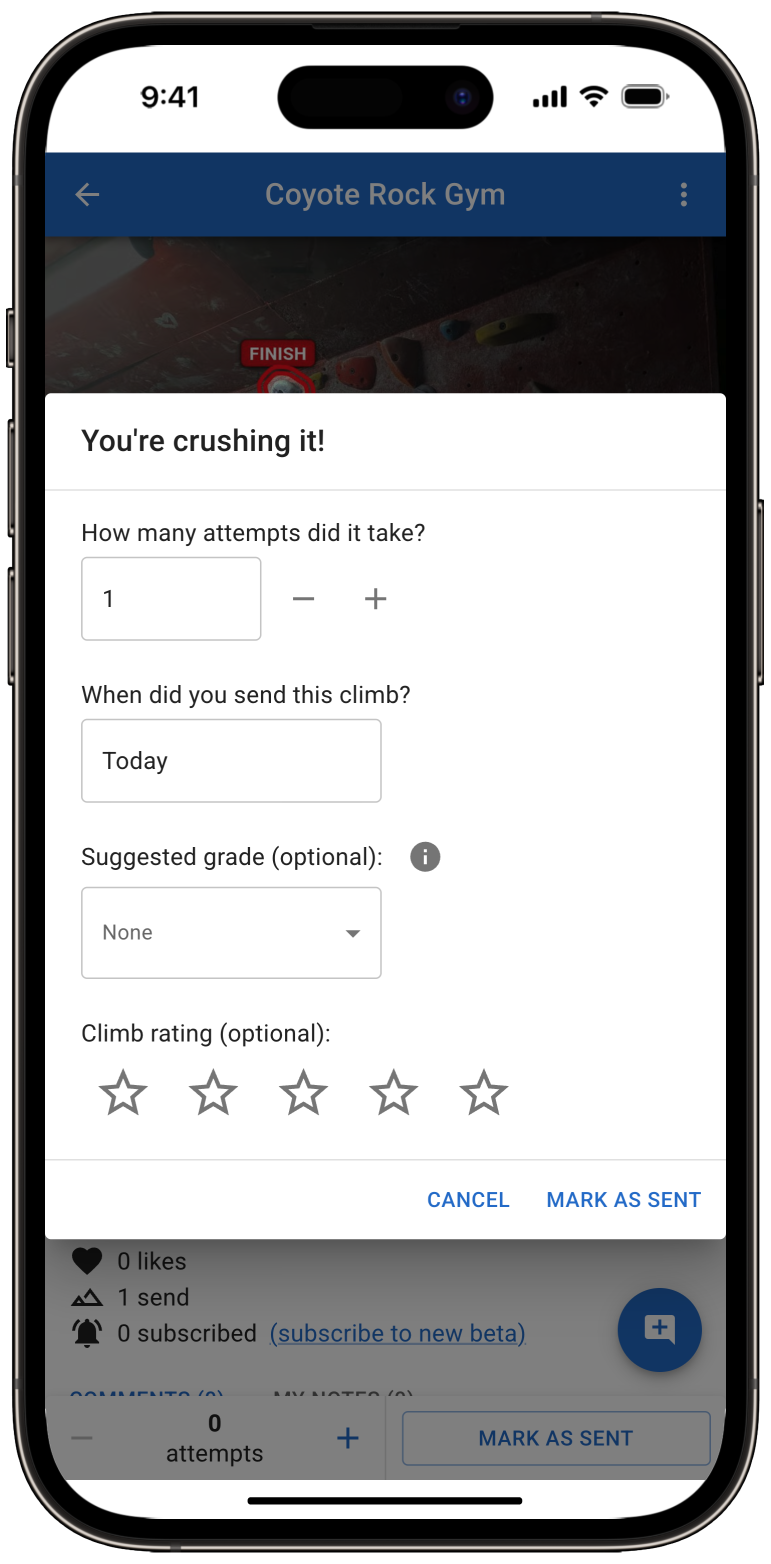 9:41
Coyote Rock Gym
FINISH
You're crushing it!
How many attempts did it take?
1
When did you send this climb?
Today
Suggested grade (optional):
None
Climb rating (optional):
CANCEL MARK AS SENT
0 likes
1 send
0 subscribed (subscribe to new beta)
COMMENTS (0) MY NOTES (0)
0
attempts
MARK AS SENT